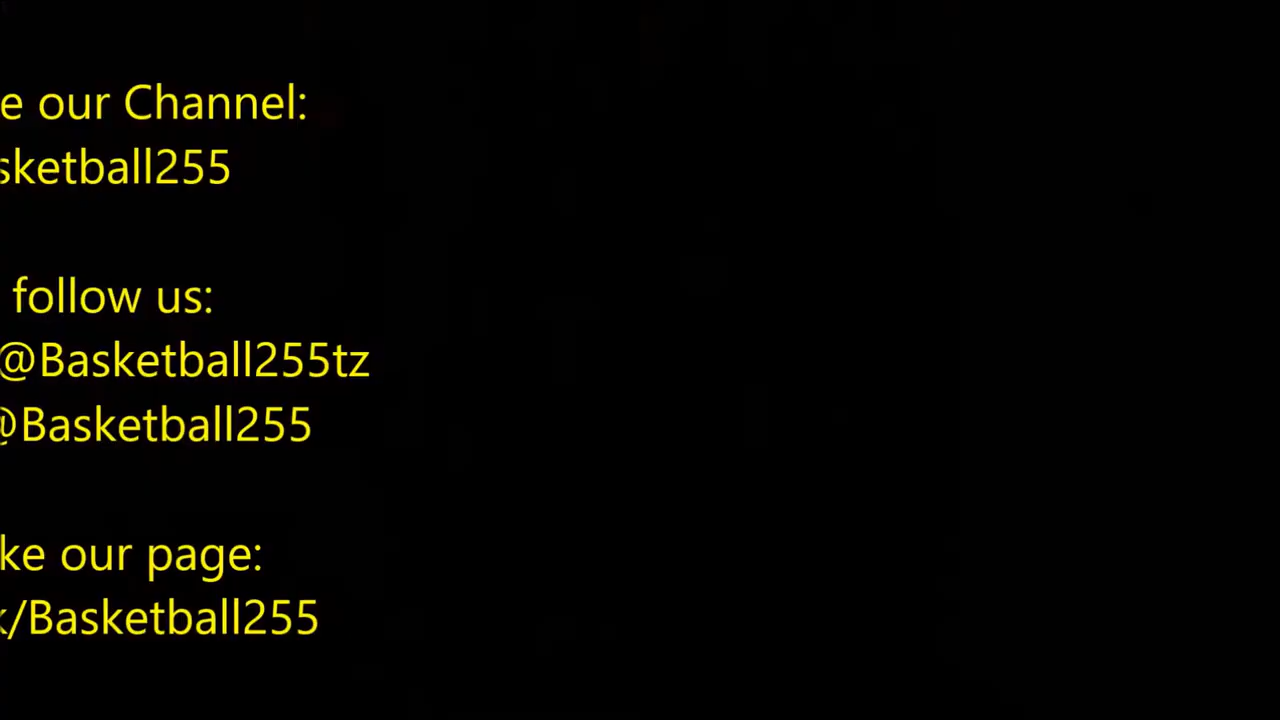 e our Channel:
sketball255
follow us:
@Basketball255tz
@Basketball255
ke our page:
k/Basketball255